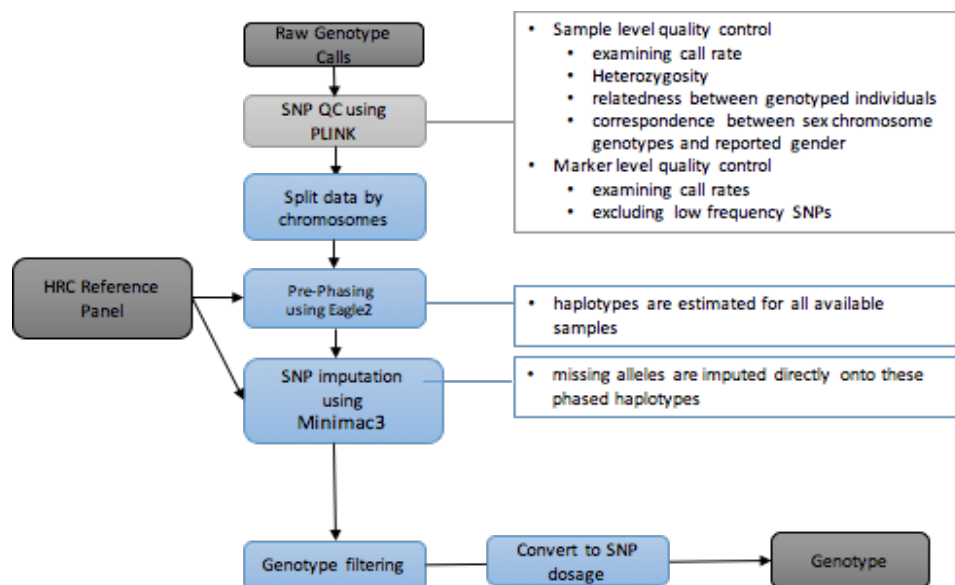 Raw Genotype
Calls
• Sample level quality control
• examining call rate
• Heterozygosity
• relatedness between genotyped individuals
• correspondence between sex chromosome
genotypes and reported gender
• Marker level quality control
• examining call rates
• excluding low frequency SNPs
SNP QC using
PLINK
Split data by
chromosomes
HRC Reference
Panel
Pre-Phasing
using Eagle2
• haplotypes are estimated for all available
samples
SNP imputation
using
Minimac3
• missing alleles are imputed directly onto these
phased haplotypes
Genotype filtering
Convert to SNP
dosage
Genotype